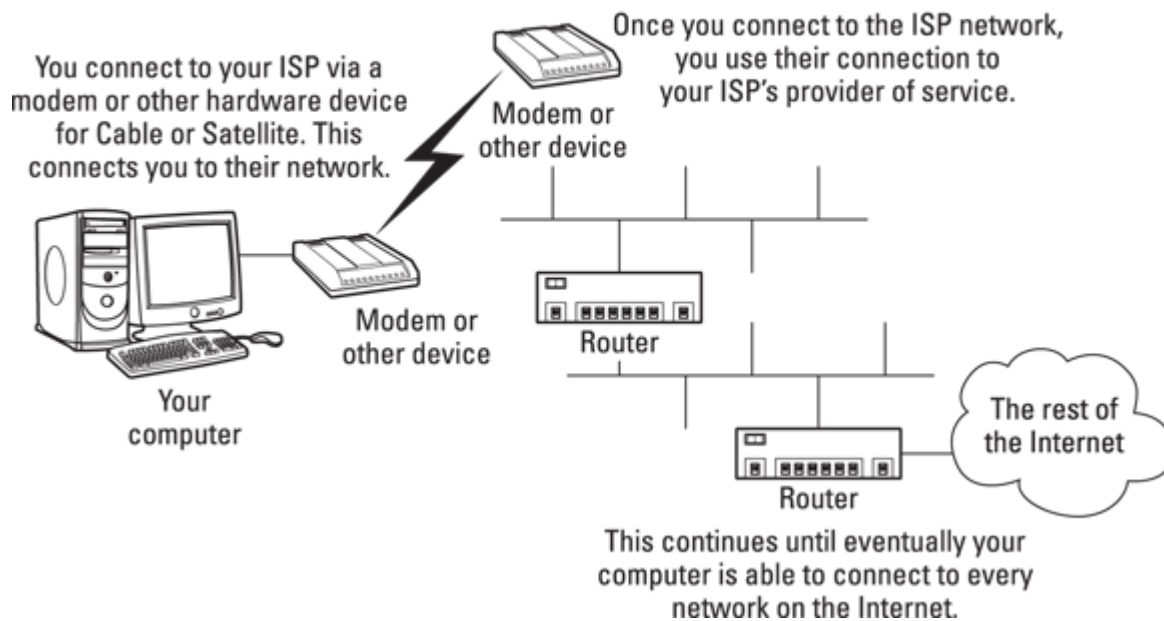 You connect to your ISP via a
modem or other hardware device
for Cable or Satellite. This
connects you to their network.
Once you connect to the ISP network,
you use their connection to
your ISP's provider of service.
Modem or
other device
Modem or
other device
Your
computer
Router
Router
The rest of
the Internet
This continues until eventually your
computer is able to connect to every
network on the Internet.